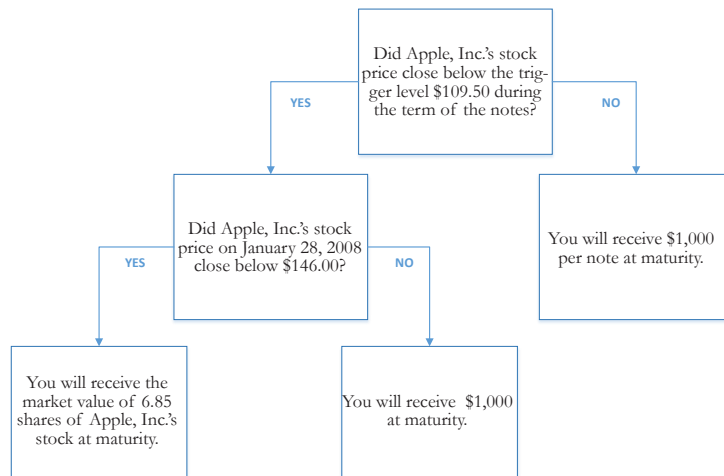 Did Apple, Inc.'s stock
price close below the trig-
ger level $109.50 during
the term of the notes?
YES
NO
Did Apple, Inc.'s stock
price on January 28, 2008
close below $146.00?
You will receive $1,000
per note at maturity.
YES
NO
You will receive the
market value of 6.85
shares of Apple, Inc.'s
stock at maturity.
You will receive $1,000
at maturity.